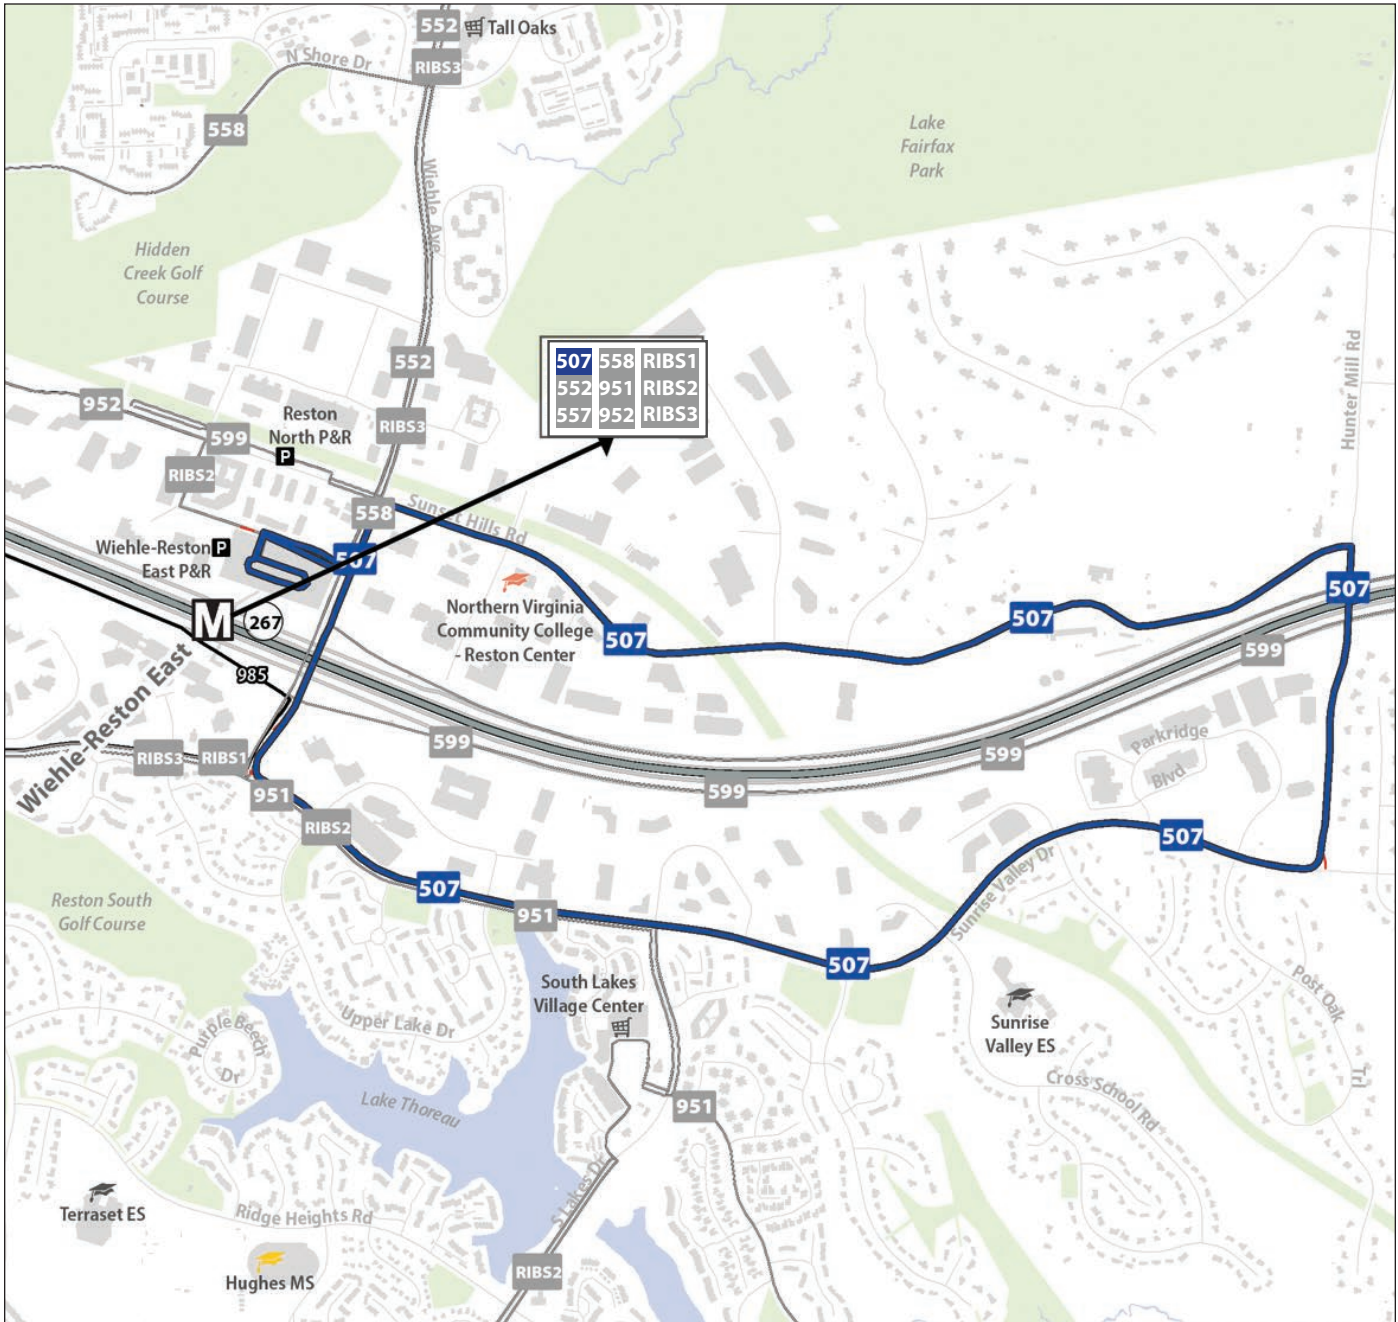 552
Tall Oaks
N Shore Dr
RIBS3
558
Lake
Fairfax
Park
Wiehle Ave
Hidden
Creek Golf
Course
Hunter Mill Rd
507 558 RIBS1
552 951 RIBS2
557 952 RIBS3
552
952
Reston
North P&R
P
599
RIBS3
RIBS2
558
Sunset Hills Rd
Wiehle-Reston P
East P&R
507
507
Northern Virginia
Community College
- Reston Center
M
267
507
507
599
985
Wiehle-Reston East
RIBS3
RIBS1
599
599
Parkridge
Blvd
951
599
RIBS2
507
507
951
Sunrise Valley Dr
Reston South
Golf Course
507
South Lakes
Village Center
Sunrise
Valley ES
Post Oak
Trl
Purple Beech
Dr
Upper Lake Dr
Lake Thoreau
Cross School Rd
951
S Lakes Dr
Terraset ES
Ridge Heights Rd
Hughes MS
RIBS2